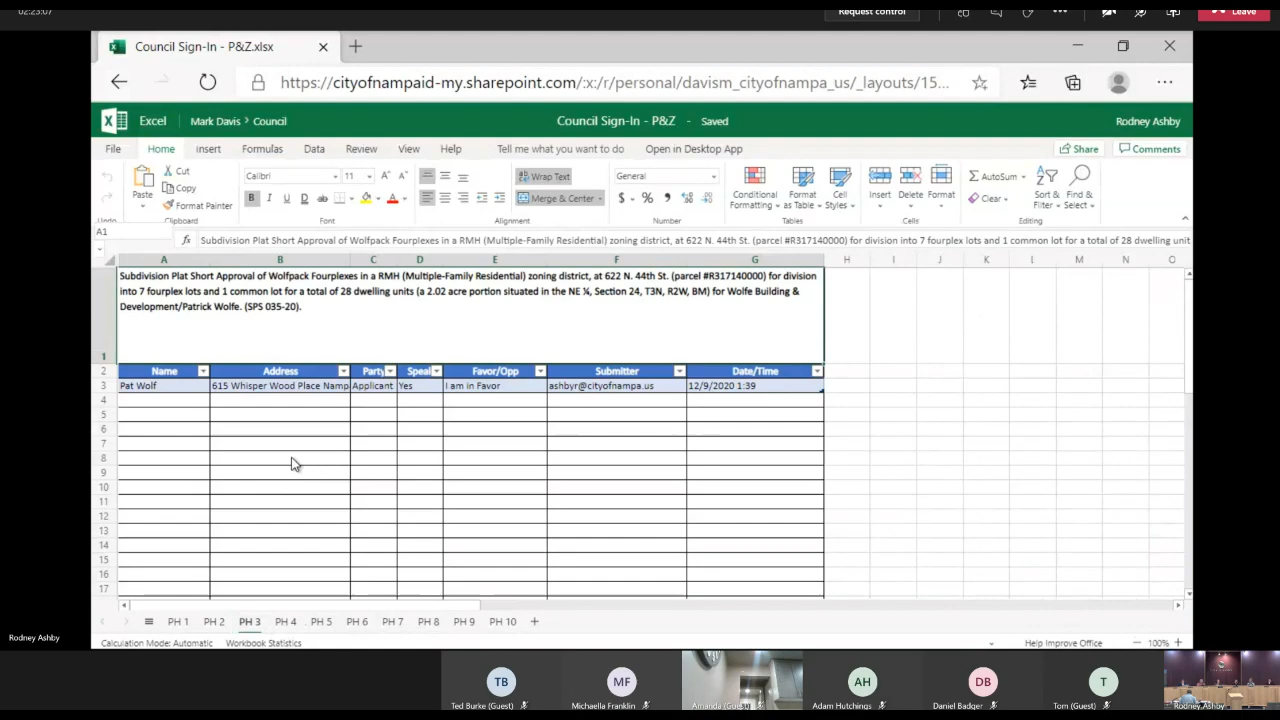 02:23:07
Request control
Leave
Council Sign-In - P&Z.xlsx
https://cityofnampaid-my.sharepoint.com/:x:/r/personal/davism_cityofnampa_us/_layouts/15...
Excel Mark Davis > Council Council Sign-In - P&Z - Saved Rodney Ashby
File Home Insert Formulas Data Review View Help Tell me what you want to do Open in Desktop App Share Comments
Paste Cut Copy Format Painter
Calibri 11
Wrap Text
Merge & Center
General
Conditional Formatting
Format as Table
Cell Styles
Insert Delete Format
AutoSum
Clear
Sort & Filter
Find & Select
Undo Clipboard Font Alignment Number Tables Cells Editing
A1
fx Subdivision Plat Short Approval of Wolfpack Fourplexes in a RMH (Multiple-Family Residential) zoning district, at 622 N. 44th St. (parcel #R317140000) for division into 7 fourplex lots and 1 common lot for a total of 28 dwelling unit
A B C D E F G H I J K L M N O
Subdivision Plat Short Approval of Wolfpack Fourplexes in a RMH (Multiple-Family Residential) zoning district, at 622 N. 44th St. (parcel #R317140000) for division
into 7 fourplex lots and 1 common lot for a total of 28 dwelling units (a 2.02 acre portion situated in the NE ¼, Section 24, T3N, R2W, BM) for Wolfe Building &
Development/Patrick Wolfe. (SPS 035-20).
1
2 Name Address Party Speak Favor/Opp Submitter Date/Time
3 Pat Wolf 615 Whisper Wood Place Namp Applicant Yes I am in Favor ashbyr@cityofnampa.us 12/9/2020 1:39
4
5
6
7
8
9
10
11
12
13
14
15
16
17
PH 1 PH 2 PH 3 PH 4 PH 5 PH 6 PH 7 PH 8 PH 9 PH 10
Rodney Ashby
Calculation Mode: Automatic Workbook Statistics Help Improve Office 100%
TB MF AH DB T
Ted Burke (Guest) Michaella Franklin Amanda (Guest) Adam Hutchings Daniel Badger Tom (Guest) Rodney Ashby